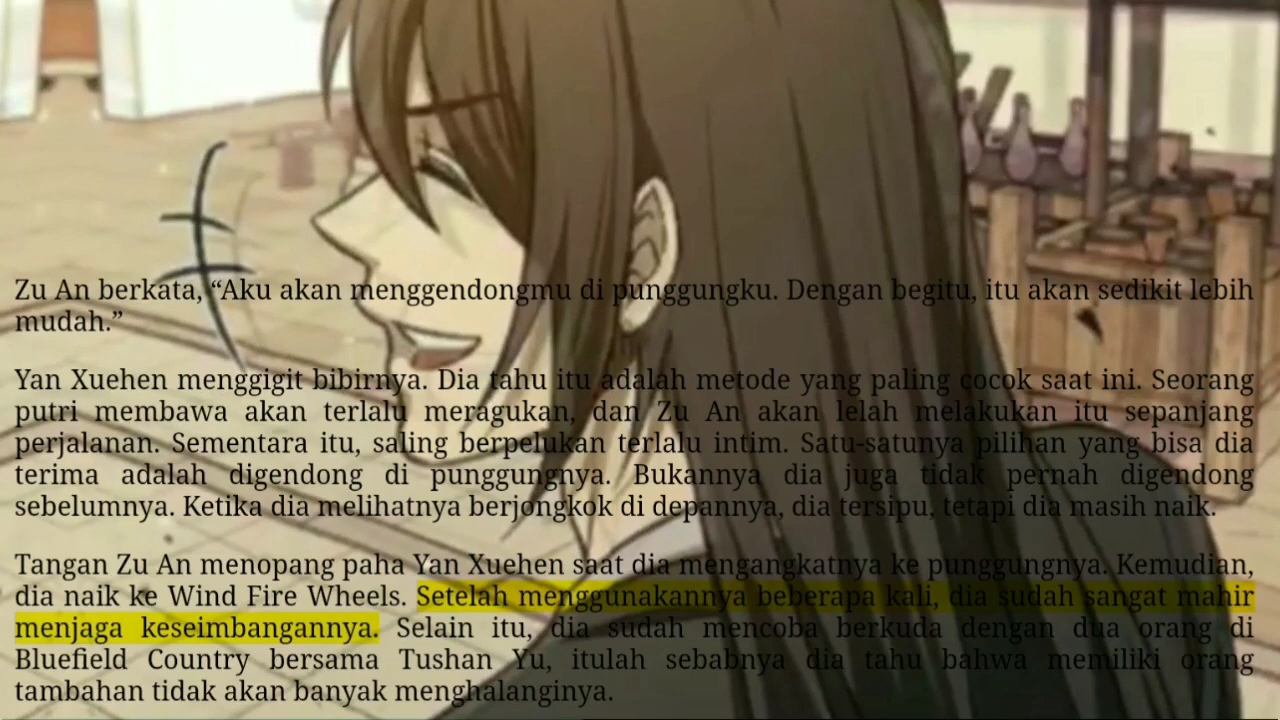 Zu An berkata, “Aku akan menggendongmu di punggungku. Dengan begitu, itu akan sedikit lebih
mudah.”
Yan Xuehen menggigit bibirnya. Dia tahu itu adalah metode yang paling cocok saat ini. Seorang
putri membawa akan terlalu meragukan, dan Zu An akan lelah melakukan itu sepanjang
perjalanan. Sementara itu, saling berpelukan terlalu intim. Satu-satunya pilihan yang bisa dia
terima adalah digendong di punggungnya. Bukannya dia juga tidak pernah digendong
sebelumnya. Ketika dia melihatnya berjongkok di depannya, dia tersipu, tetapi dia masih naik.
Tangan Zu An menopang paha Yan Xuehen saat dia mengangkatnya ke punggungnya. Kemudian,
dia naik ke Wind Fire Wheels. Setelah menggunakannya beberapa kali, dia sudah sangat mahir
menjaga keseimbangannya. Selain itu, dia sudah mencoba berkuda dengan dua orang di
Bluefield Country bersama Tushan Yu, itulah sebabnya dia tahu bahwa memiliki orang
tambahan tidak akan banyak menghalanginya.